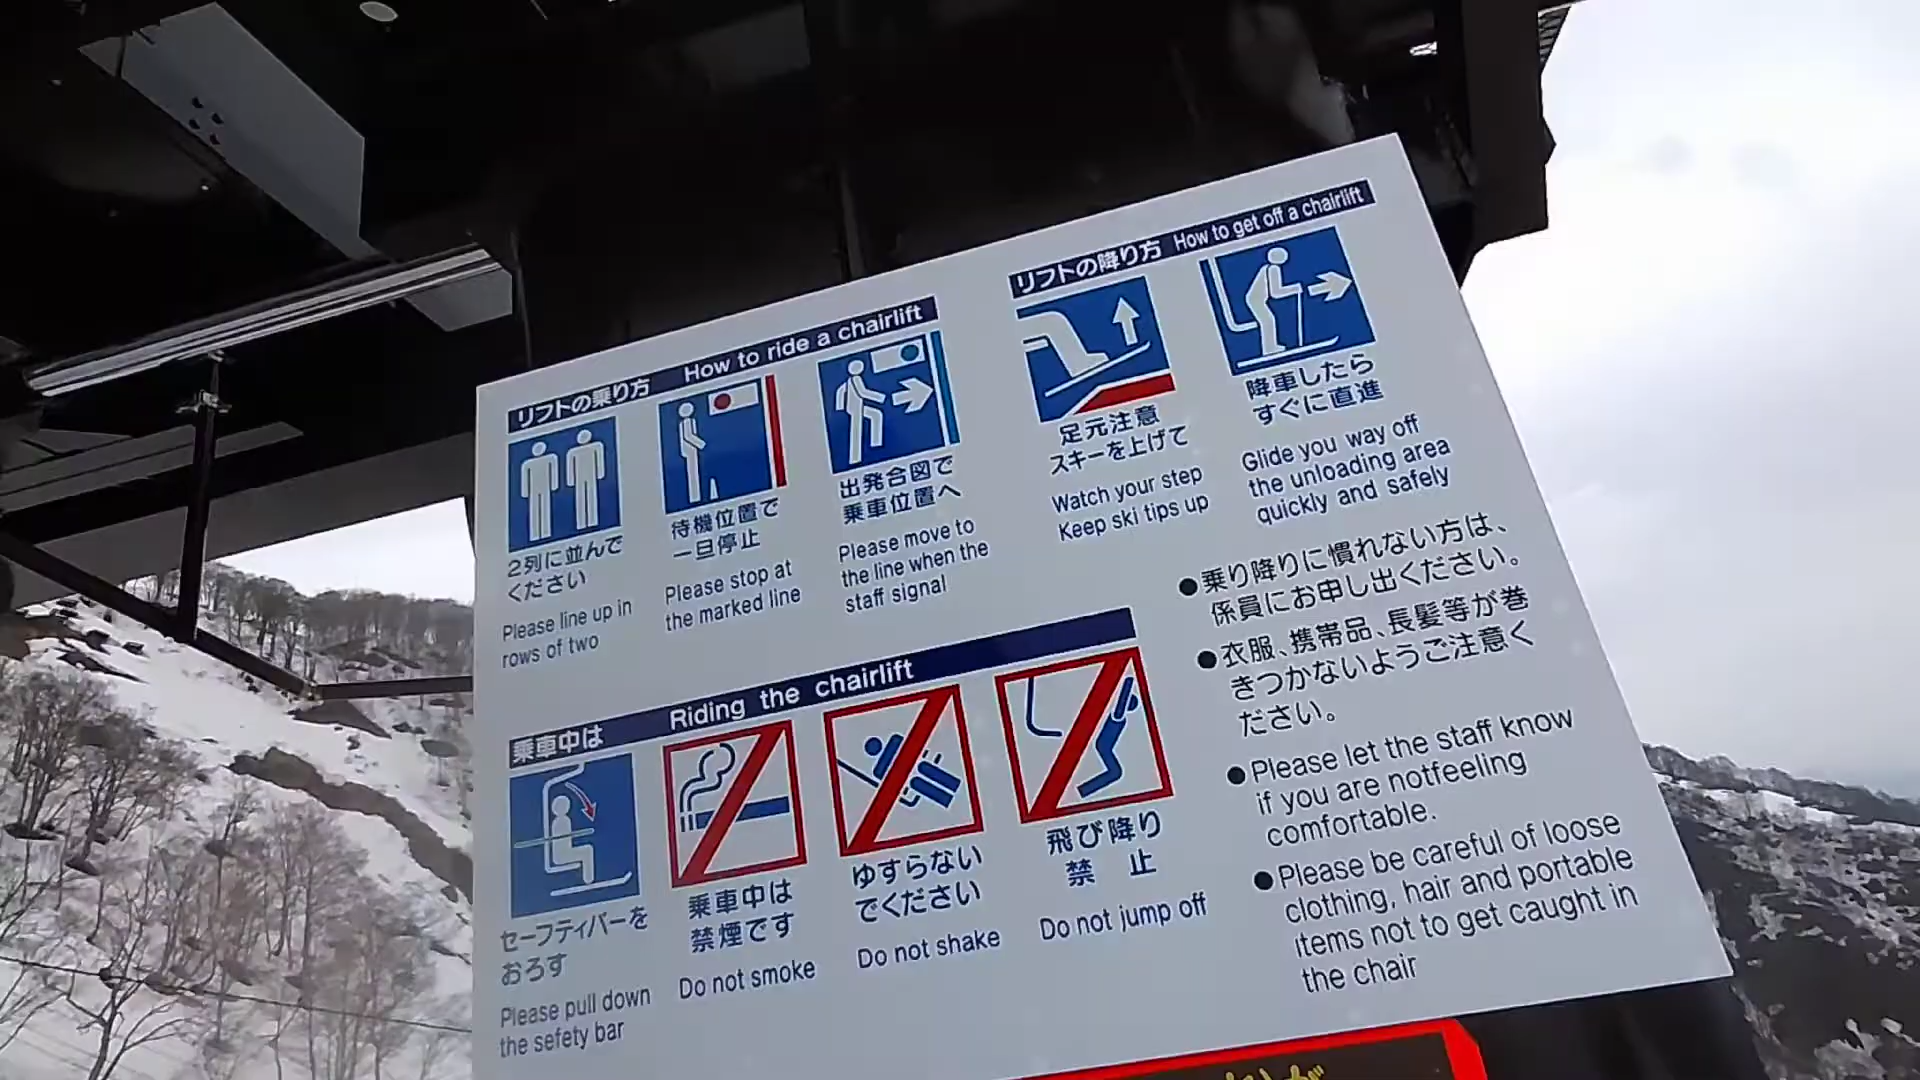 リフトの乗り方 How to ride a chairlift
2列に並んで
ください
Please line up in
rows of two
待機位置で
一旦停止
Please stop at
the marked line
出発合図で
乗車位置へ
Please move to
the line when the
staff signal
リフトの降り方 How to get off a chairlift
足元注意
スキーを上げて
Watch your step
Keep ski tips up
降車したら
すぐに直進
Glide you way off
the unloading area
quickly and safely
乗車中は Riding the chairlift
セーフティバーを
おろす
Please pull down
the sefety bar
乗車中は
禁煙です
Do not smoke
ゆすらない
でください
Do not shake
飛び降り
禁 止
Do not jump off
●乗り降りに慣れない方は、
係員にお申し出ください。
●衣服、携帯品、長髪等が巻
きつかないようご注意く
ださい。
●Please let the staff know
if you are notfeeling
comfortable.
●Please be careful of loose
clothing, hair and portable
items not to get caught in
the chair